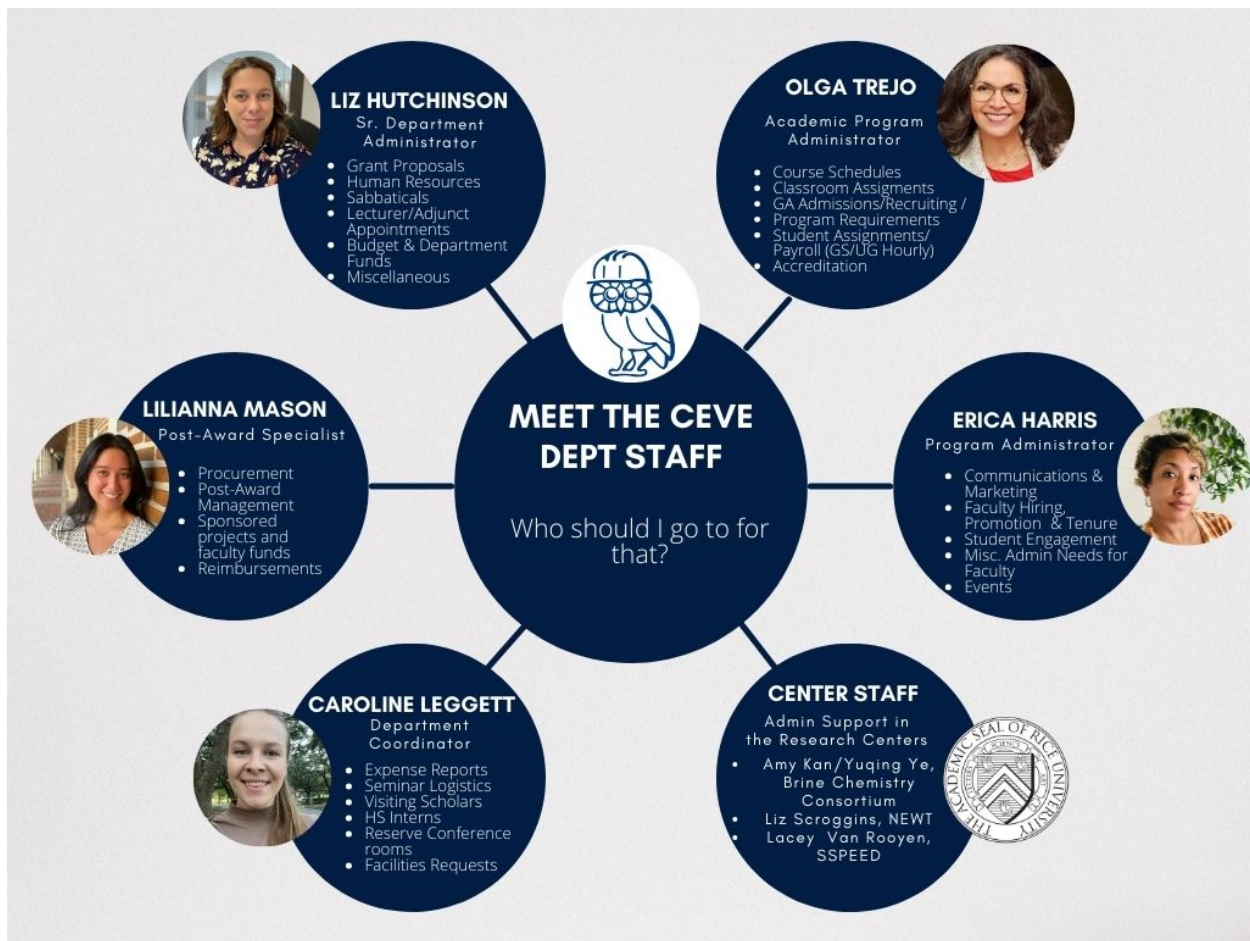 LIZ HUTCHINSON
Sr. Department
Administrator
• Grant Proposals
• Human Resources
• Sabbaticals
• Lecturer/Adjunct
Appointments
• Budget & Department
Funds
• Miscellaneous
OLGA TREJO
Academic Program
Administrator
• Course Schedules
• Classroom Assigments
• GA Admissions/Recruiting /
• Program Requirements
• Student Assignments/
Payroll (GS/UG Hourly)
• Accreditation
MEET THE CEVE
DEPT STAFF
Who should I go to for
that?
LILIANNA MASON
Post-Award Specialist
• Procurement
• Post-Award
Management
• Sponsored
projects and
faculty funds
• Reimbursements
ERICA HARRIS
Program Administrator
• Communications &
Marketing
• Faculty Hiring,
Promotion & Tenure
• Student Engagement
• Misc. Admin Needs for
Faculty
• Events
CAROLINE LEGGETT
Department
Coordinator
• Expense Reports
• Seminar Logistics
• Visiting Scholars
• HS Interns
• Reserve Conference
rooms
• Facilities Requests
CENTER STAFF
Admin Support in
the Research Centers
• Amy Kan/Yuqing Ye,
Brine Chemistry
Consortium
• Liz Scroggins, NEWT
• Lacey Van Rooyen,
SSPEED
THE ACADEMIC SEAL OF RICE UNIVERSITY